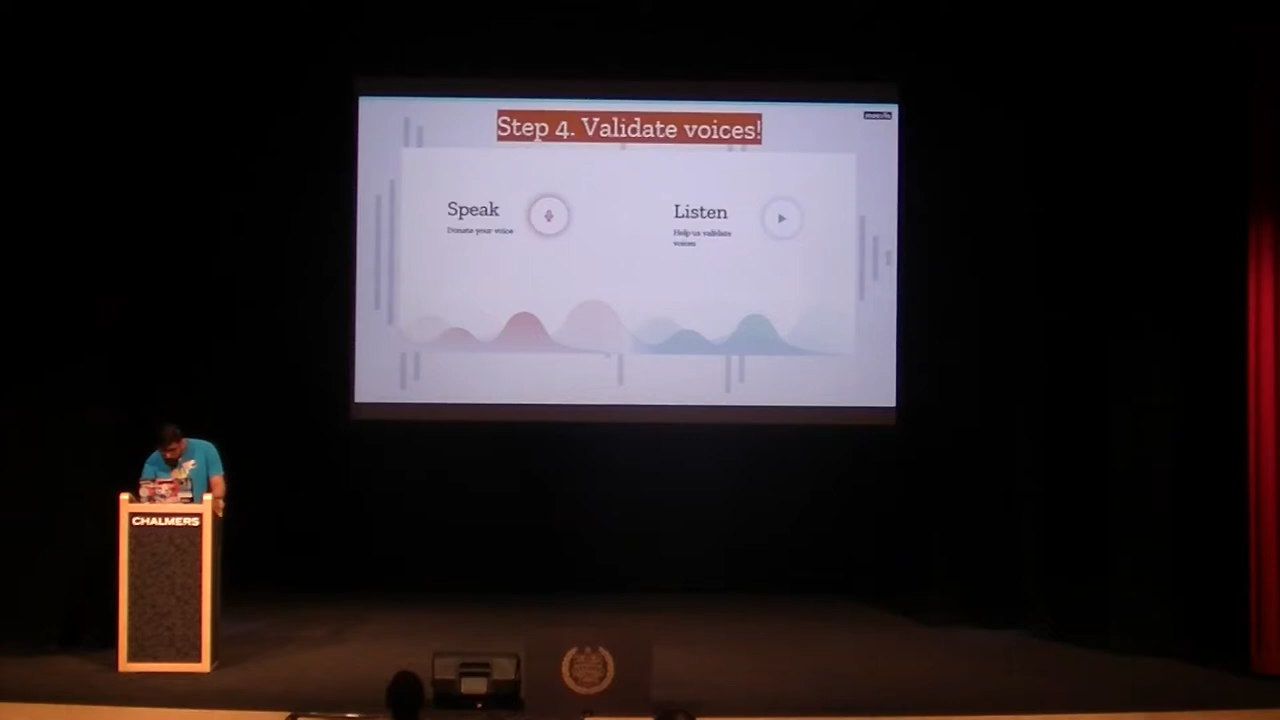 Step 4. Validate voices!
mozilla
Speak
Donate your voice
Listen
Help us validate
voices
CHALMERS